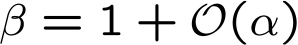 β = 1 + 𝒪(α)